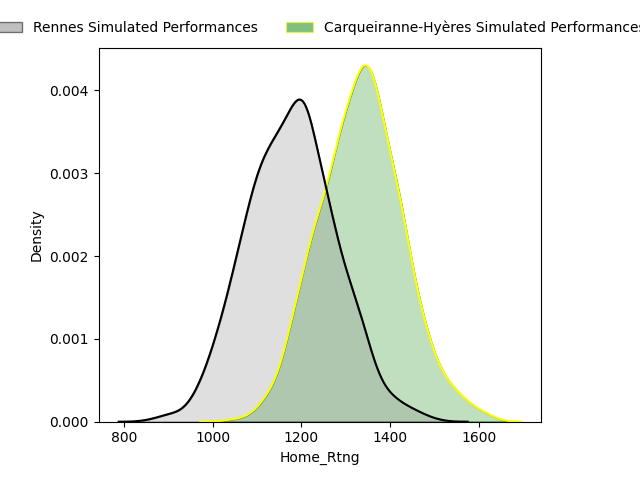 Rennes Simulated Performances
Carqueiranne-Hyères Simulated Performances
0.004
0.003
0.002
0.001
0.000
Density
800 1000 1200 1400 1600
Home_Rtng